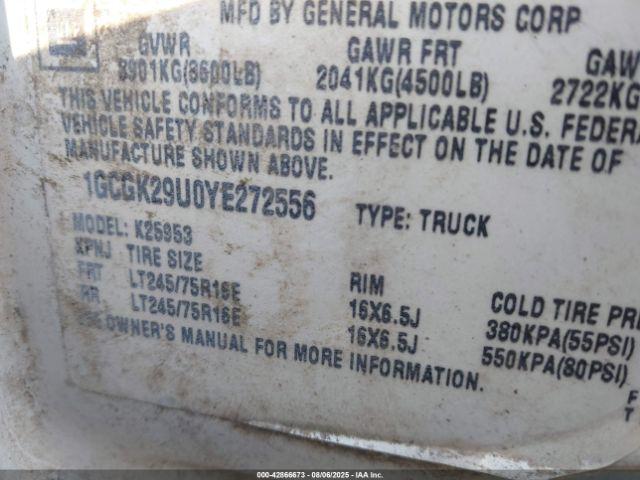 MFD BY GENERAL MOTORS CORP
GVWR GAWR FRT GAW
3901KG(8600LB) 2041KG(4500LB) 2722KG
THIS VEHICLE CONFORMS TO ALL APPLICABLE U.S. FEDERA
VEHICLE SAFETY STANDARDS IN EFFECT ON THE DATE OF
MANUFACTURE SHOWN ABOVE.
1GCGK29U0YE272556 TYPE: TRUCK
MODEL: K25953
XPNJ TIRE SIZE RIM COLD TIRE PRE
FRT LT245/75R16E 16X6.5J 380KPA(55PSI)
RR LT245/75R16E 16X6.5J 550KPA(80PSI)
OWNER'S MANUAL FOR MORE INFORMATION.
F
T
000-42866673 - 08/06/2025 - IAA Inc.